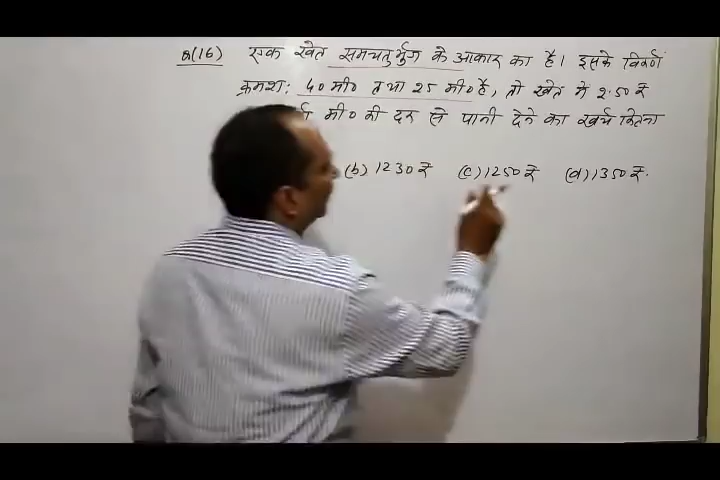 Q(16) एक खेत समचतुर्भुज के आकार का है। इसके विकर्ण
क्रमशः 40 मी० तथा 25 मी० है, तो खेत में 2.50 रु
मी० की दर से पानी देने का खर्च कितना
(b) 1230 रु (c) 1250 रु (d) 1350 रु.